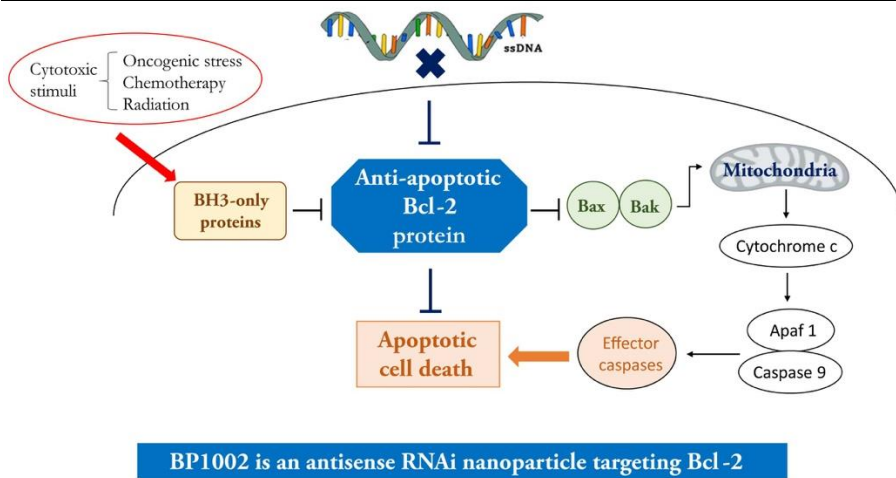 ssDNA
Cytotoxic
stimuli
Oncogenic stress
Chemotherapy
Radiation
BH3-only
proteins
Anti-apoptotic
Bcl-2
protein
Bax
Bak
Mitochondria
Cytochrome c
Apaf 1
Caspase 9
Effector
caspases
Apoptotic
cell death
BP1002 is an antisense RNAi nanoparticle targeting Bcl-2